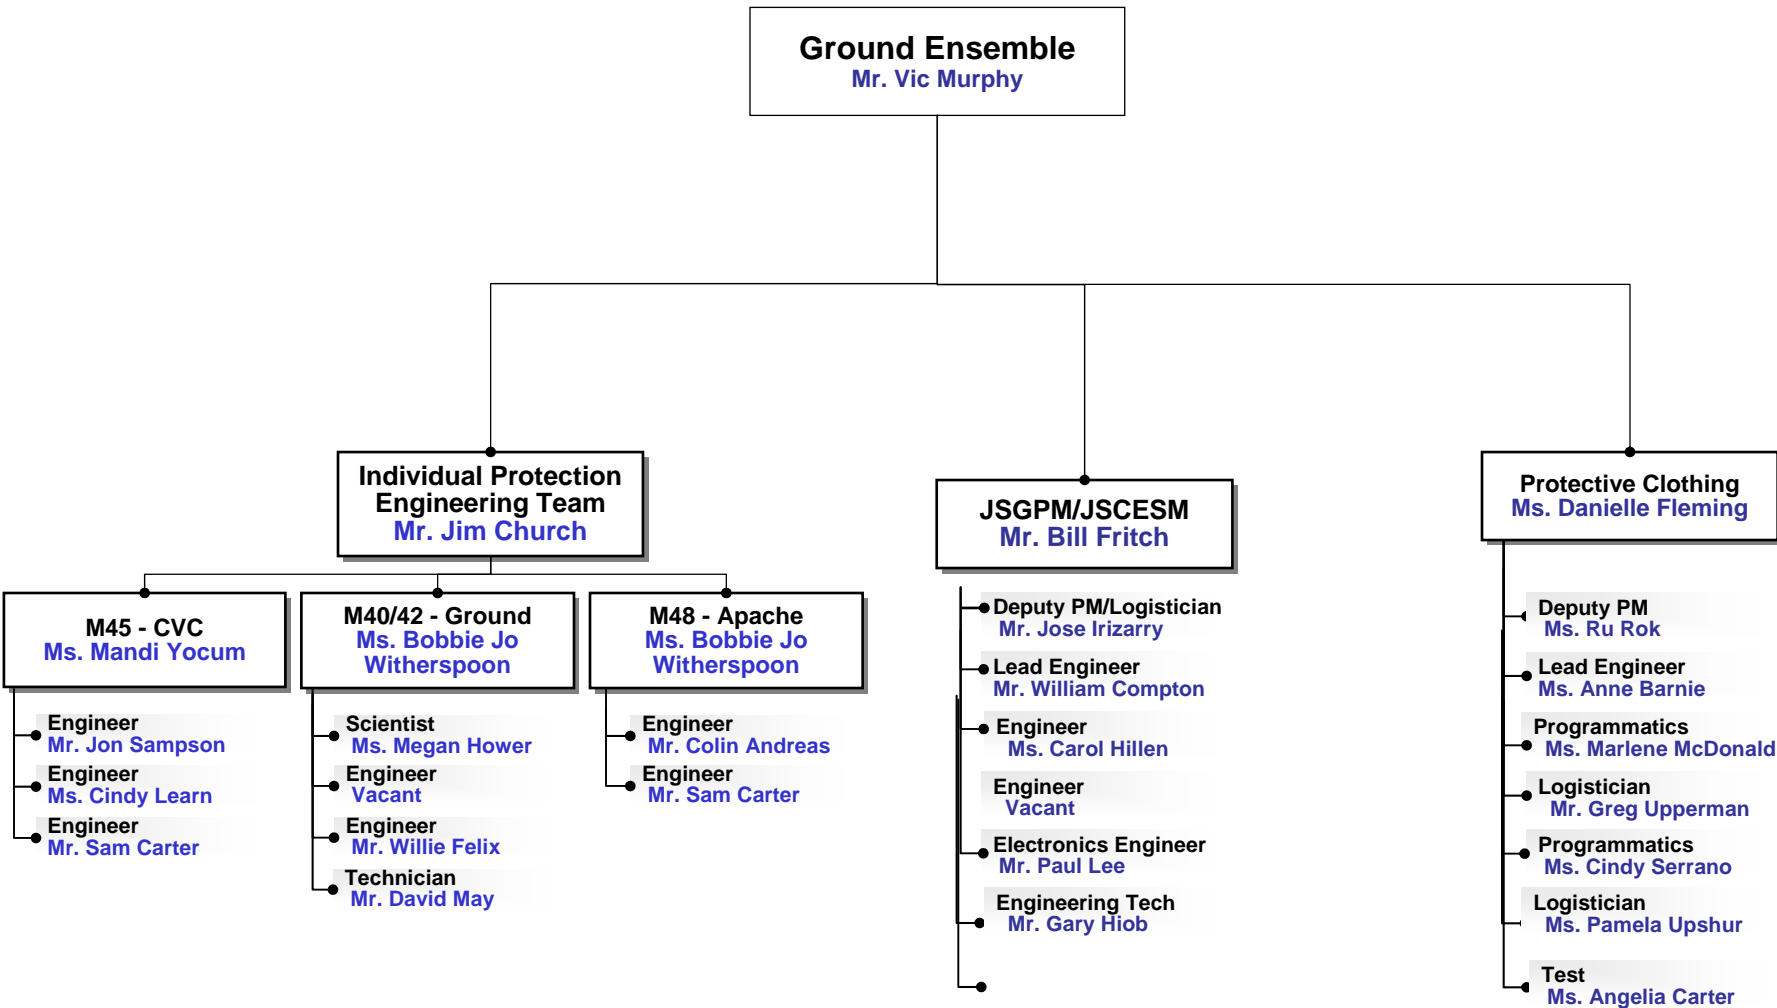 Ground Ensemble
Mr. Vic Murphy
Individual Protection
Engineering Team
Mr. Jim Church
JSGPM/JSCESM
Mr. Bill Fritch
Protective Clothing
Ms. Danielle Fleming
M45 - CVC
Ms. Mandi Yocum
M40/42 - Ground
Ms. Bobbie Jo
Witherspoon
M48 - Apache
Ms. Bobbie Jo
Witherspoon
Engineer
Mr. Jon Sampson
Engineer
Ms. Cindy Learn
Engineer
Mr. Sam Carter
Scientist
Ms. Megan Hower
Engineer
Vacant
Engineer
Mr. Willie Felix
Technician
Mr. David May
Engineer
Mr. Colin Andreas
Engineer
Mr. Sam Carter
Deputy PM/Logistician
Mr. Jose Irizarry
Lead Engineer
Mr. William Compton
Engineer
Ms. Carol Hillen
Engineer
Vacant
Electronics Engineer
Mr. Paul Lee
Engineering Tech
Mr. Gary Hiob
Deputy PM
Ms. Ru Rok
Lead Engineer
Ms. Anne Barnie
Programmatics
Ms. Marlene McDonald
Logistician
Mr. Greg Upperman
Programmatics
Ms. Cindy Serrano
Logistician
Ms. Pamela Upshur
Test
Ms. Angelia Carter